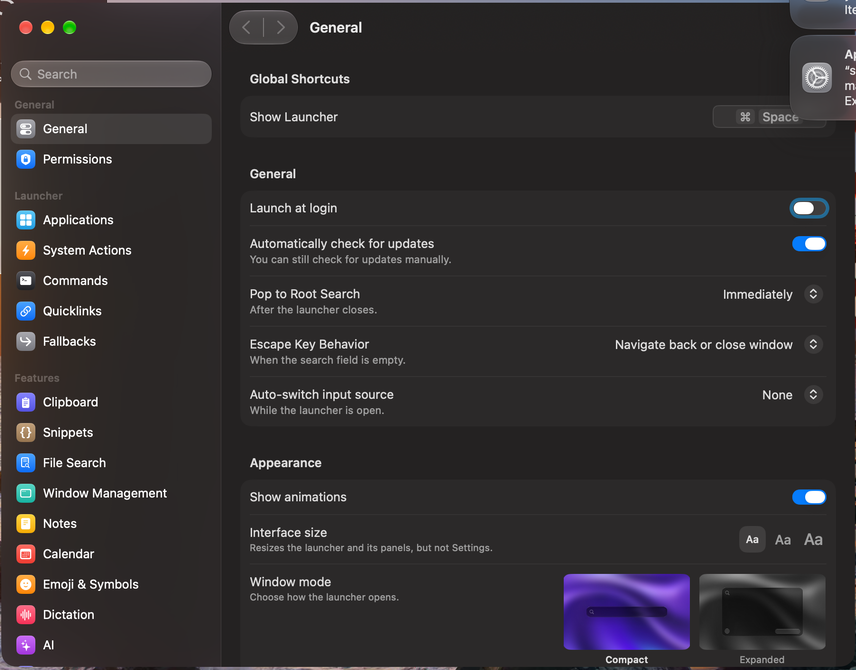 General
Search
General
General
Permissions
Launcher
Applications
System Actions
Commands
Quicklinks
Fallbacks
Features
Clipboard
Snippets
File Search
Window Management
Notes
Calendar
Emoji & Symbols
Dictation
AI
Global Shortcuts
Show Launcher
⌘ Space
General
Launch at login
Automatically check for updates
You can still check for updates manually.
Pop to Root Search
Immediately
After the launcher closes.
Escape Key Behavior
Navigate back or close window
When the search field is empty.
Auto-switch input source
None
While the launcher is open.
Appearance
Show animations
Interface size
Aa Aa Aa
Resizes the launcher and its panels, but not Settings.
Window mode
Choose how the launcher opens.
Compact
Expanded